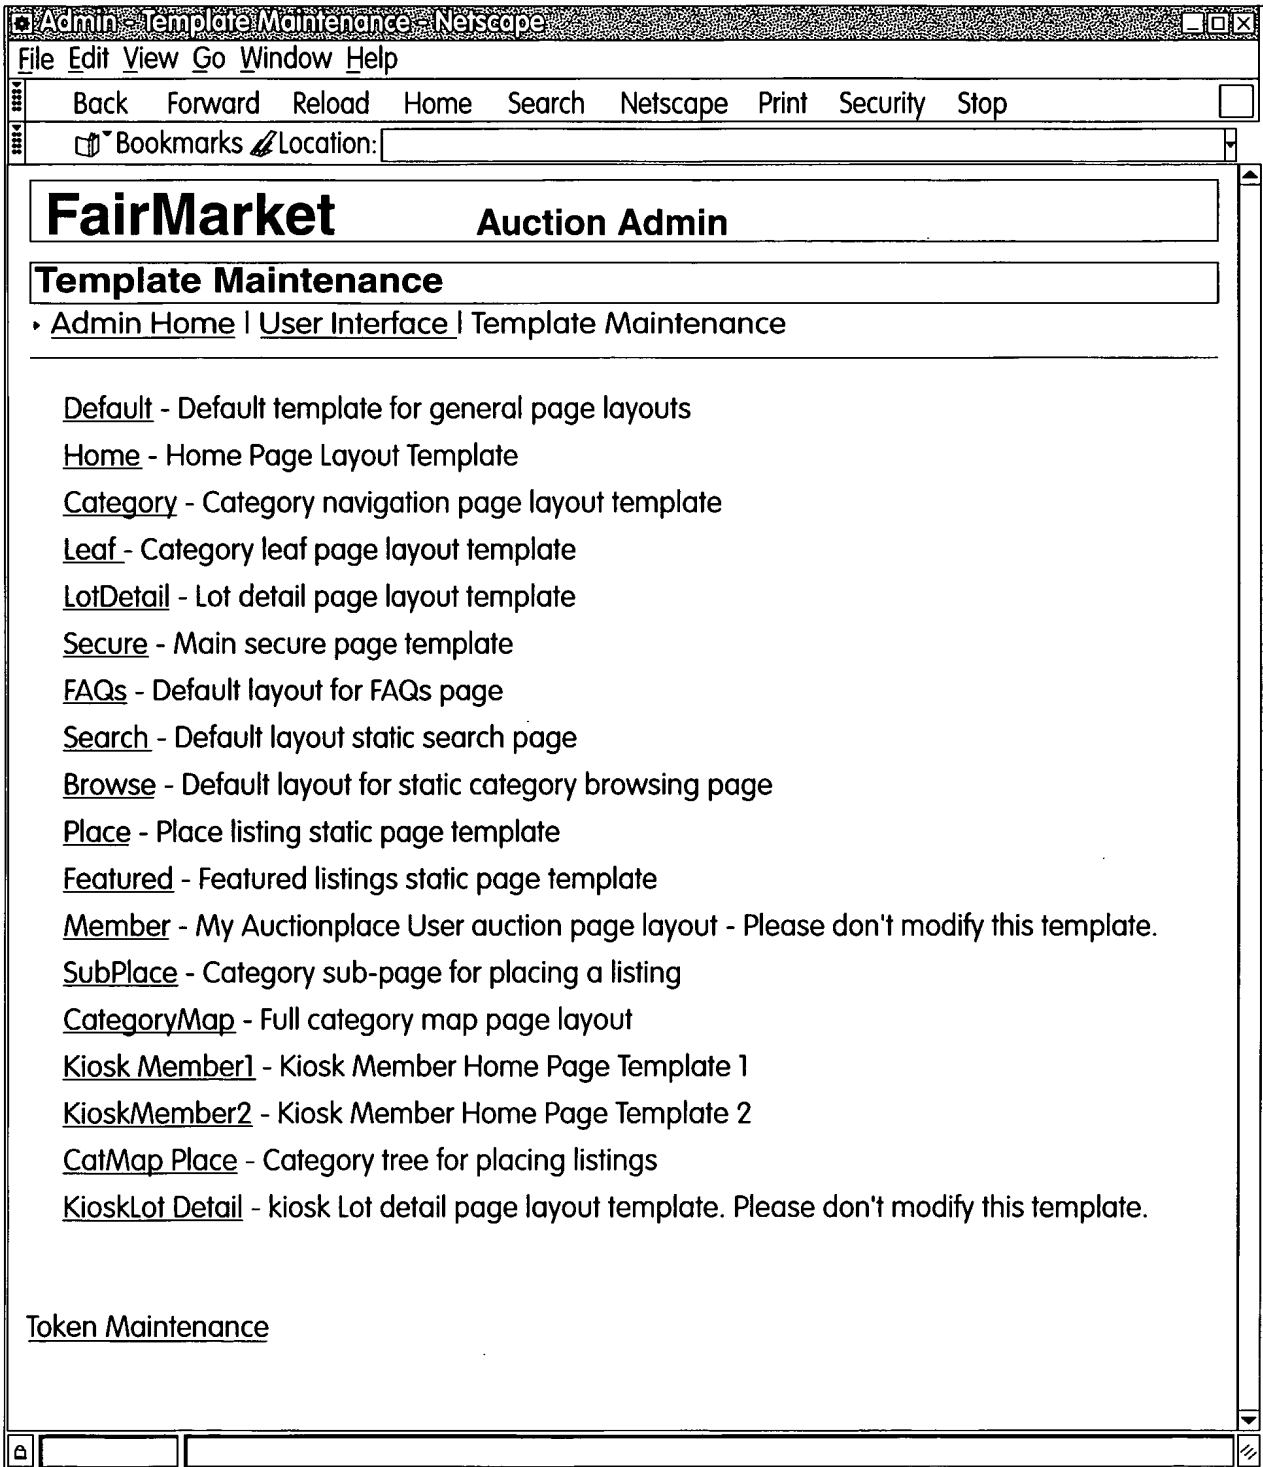 Admin - Template Maintenance - Netscape
File Edit View Go Window Help
Back Forward Reload Home Search Netscape Print Security Stop
Bookmarks Location:
FairMarket Auction Admin
Template Maintenance
Admin Home | User Interface | Template Maintenance
Default - Default template for general page layouts
Home - Home Page Layout Template
Category - Category navigation page layout template
Leaf - Category leaf page layout template
LotDetail - Lot detail page layout template
Secure - Main secure page template
FAQs - Default layout for FAQs page
Search - Default layout static search page
Browse - Default layout for static category browsing page
Place - Place listing static page template
Featured - Featured listings static page template
Member - My Auctionplace User auction page layout - Please don't modify this template.
SubPlace - Category sub-page for placing a listing
CategoryMap - Full category map page layout
Kiosk Member1 - Kiosk Member Home Page Template 1
KioskMember2 - Kiosk Member Home Page Template 2
CatMap Place - Category tree for placing listings
KioskLot Detail - kiosk Lot detail page layout template. Please don't modify this template.
Token Maintenance